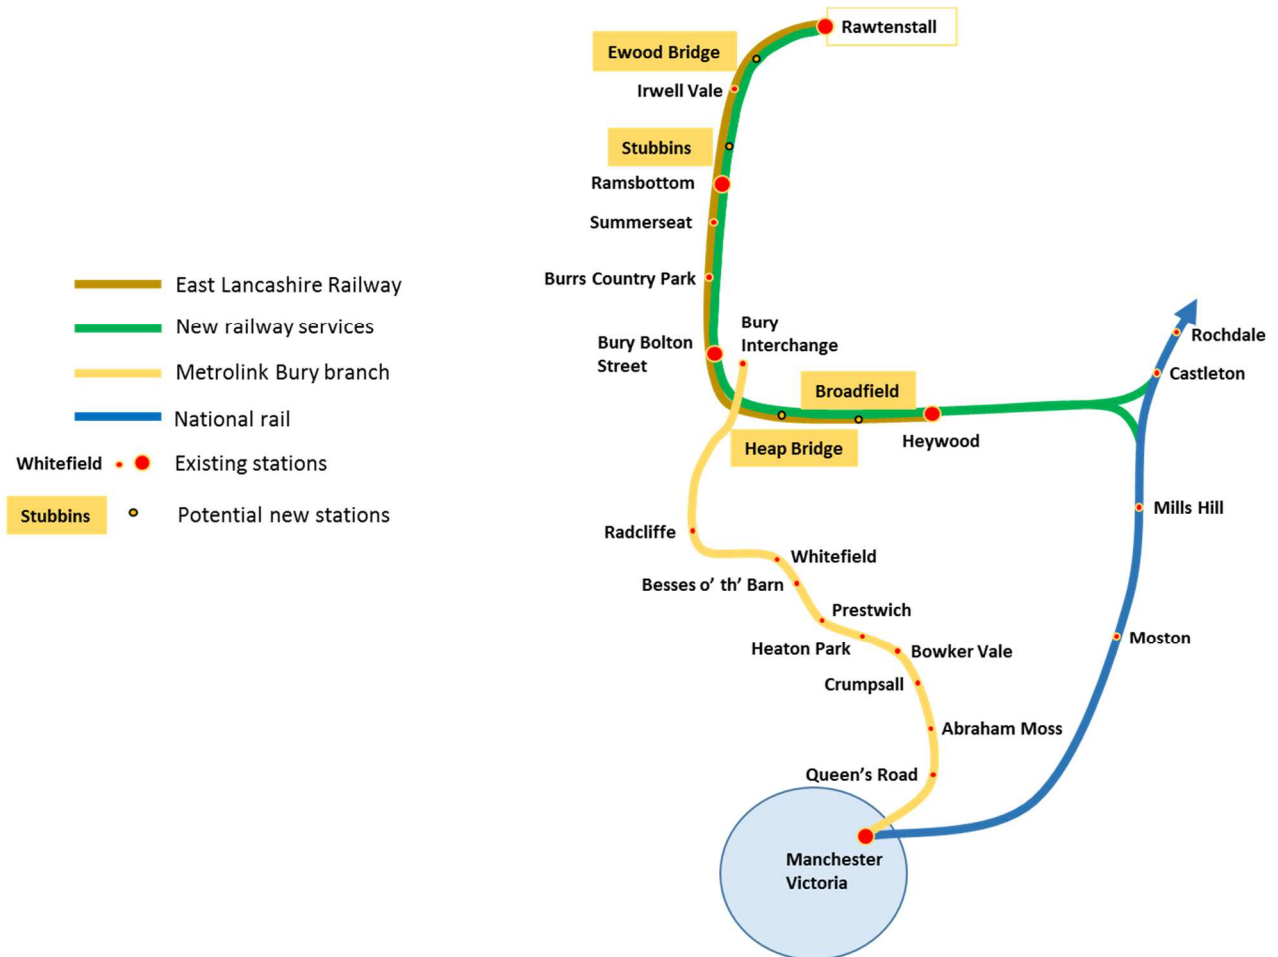 Rawtenstall
Ewood Bridge
Irwell Vale
Stubbins
Ramsbottom
Summerseat
Burrs Country Park
East Lancashire Railway
New railway services
Metrolink Bury branch
National rail
Whitefield
Existing stations
Stubbins
Potential new stations
Bury
Interchange
Bury Bolton
Street
Rochdale
Castleton
Broadfield
Heap Bridge
Heywood
Mills Hill
Radcliffe
Whitefield
Besses o’ th’ Barn
Prestwich
Moston
Heaton Park
Bowker Vale
Crumpsall
Abraham Moss
Queen’s Road
Manchester
Victoria